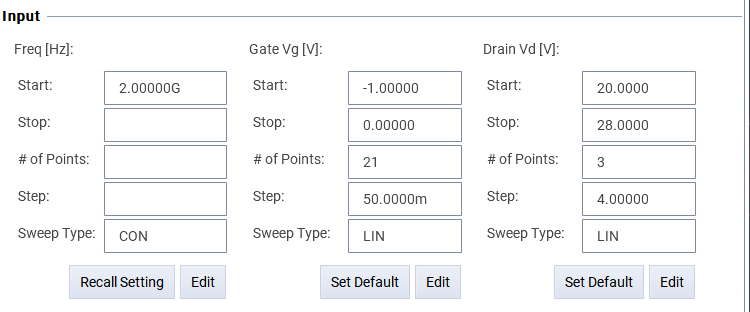 Input
Freq [Hz]: Gate Vg [V]: Drain Vd [V]:
Start: 2.00000G Start: -1.00000 Start: 20.0000
Stop: Stop: 0.00000 Stop: 28.0000
# of Points: # of Points: 21 # of Points: 3
Step: Step: 50.0000m Step: 4.00000
Sweep Type: CON Sweep Type: LIN Sweep Type: LIN
Recall Setting Edit Set Default Edit Set Default Edit